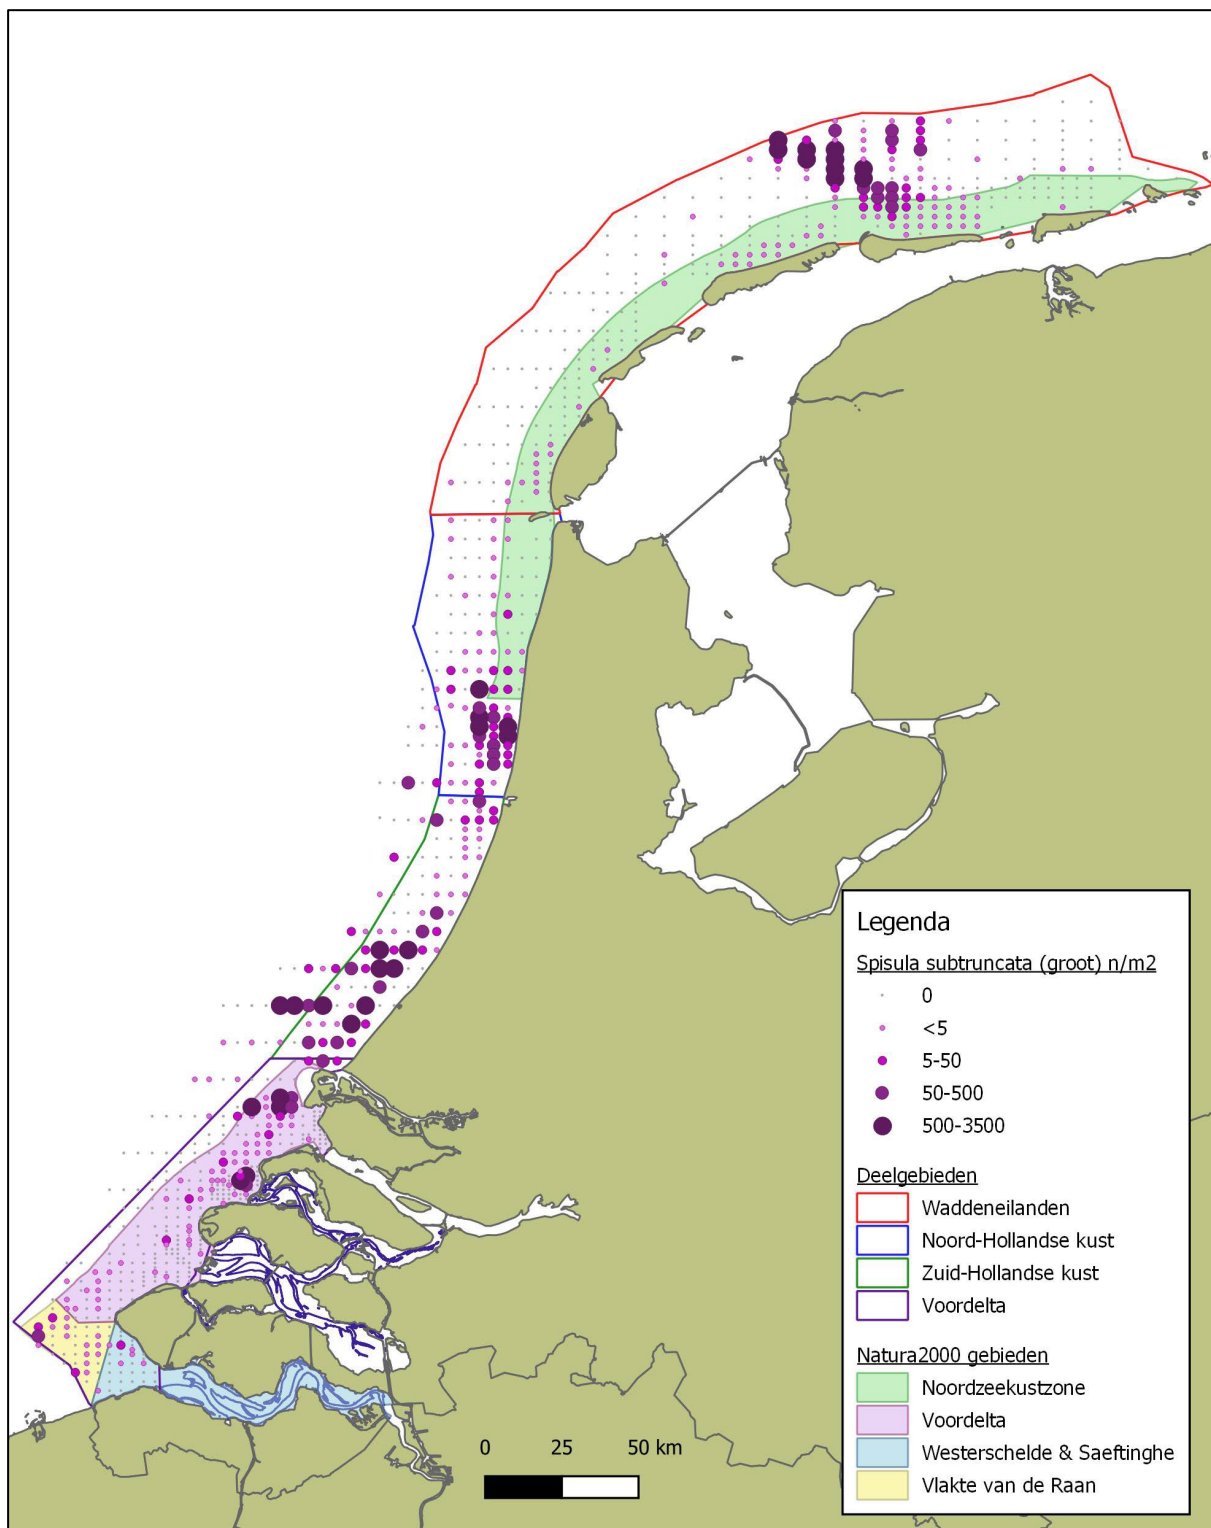 0 25 50 km
Legenda
Spisula subtruncata (groot) n/m2
0
<5
5-50
50-500
500-3500
Deelgebieden
Waddeneilanden
Noord-Hollandse kust
Zuid-Hollandse kust
Voordelta
Natura2000 gebieden
Noordzeekustzone
Voordelta
Westerschelde & Saeftinghe
Vlakte van de Raan